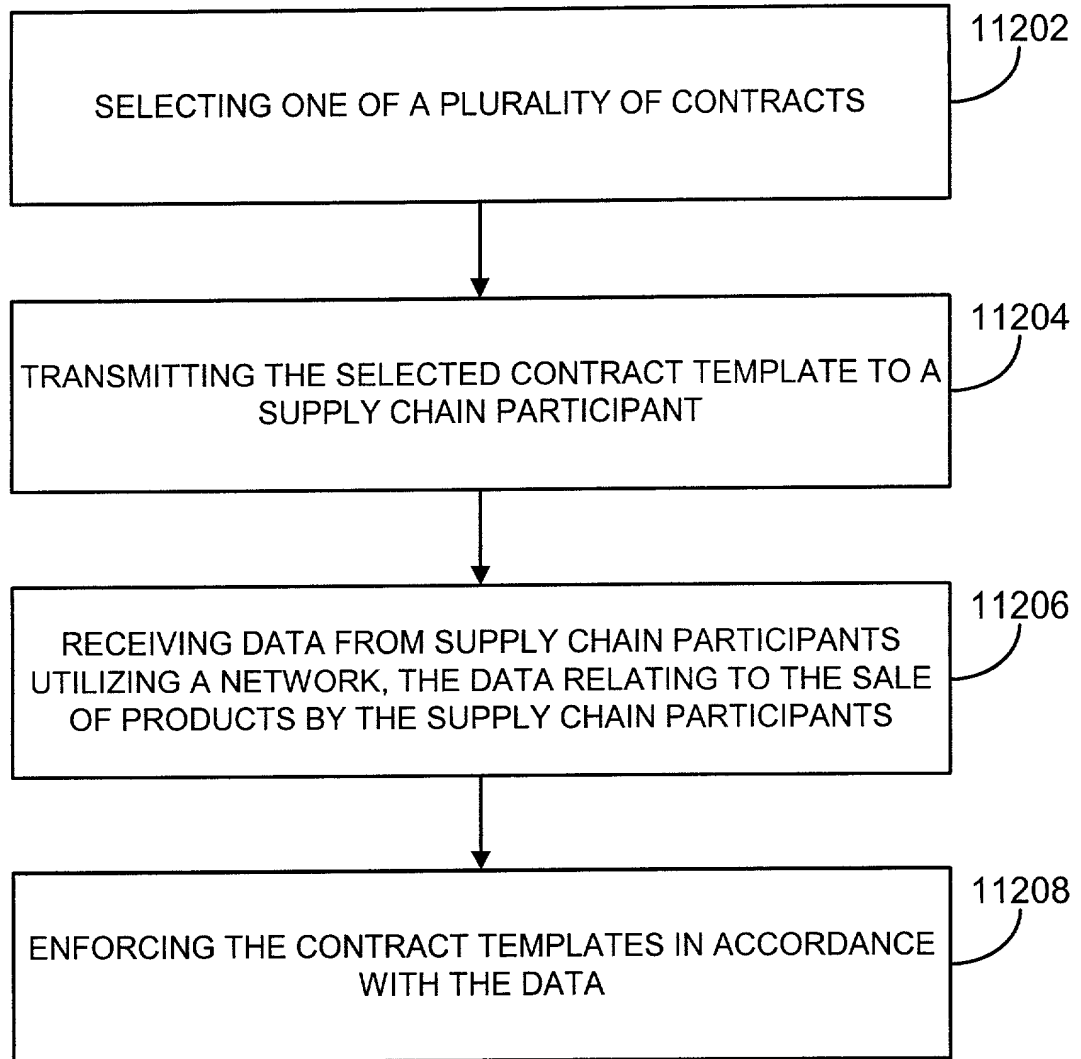 11202
SELECTING ONE OF A PLURALITY OF CONTRACTS
11204
TRANSMITTING THE SELECTED CONTRACT TEMPLATE TO A
SUPPLY CHAIN PARTICIPANT
11206
RECEIVING DATA FROM SUPPLY CHAIN PARTICIPANTS
UTILIZING A NETWORK, THE DATA RELATING TO THE SALE
OF PRODUCTS BY THE SUPPLY CHAIN PARTICIPANTS
11208
ENFORCING THE CONTRACT TEMPLATES IN ACCORDANCE
WITH THE DATA